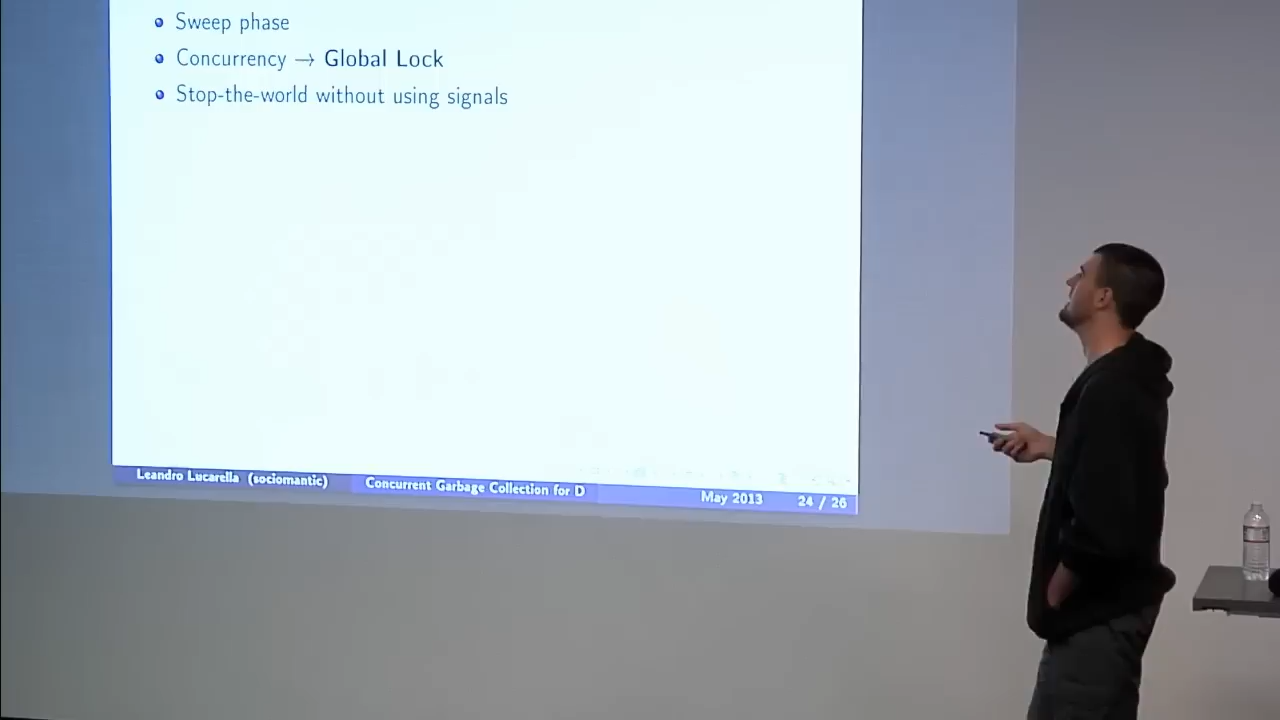 Sweep phase
Concurrency → Global Lock
Stop-the-world without using signals
Leandro Lucarella (sociomantic) Concurrent Garbage Collection for D May 2013 24 / 26